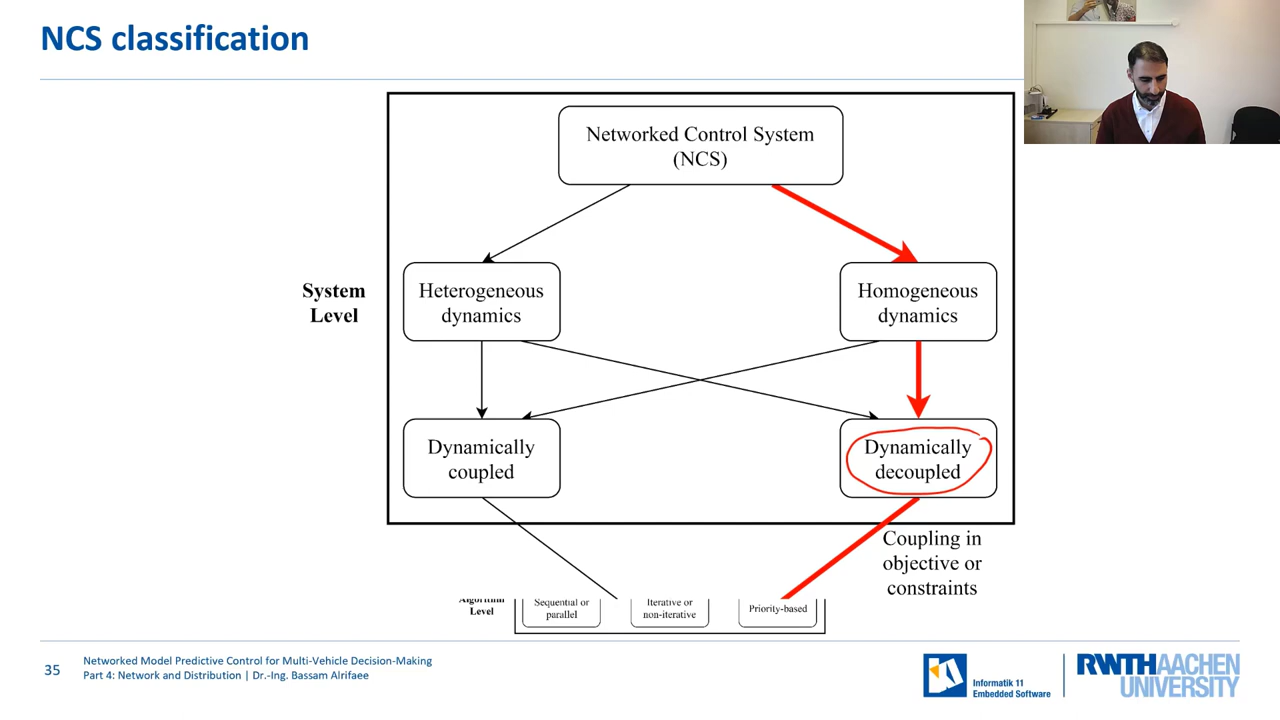 NCS classification
Networked Control System
(NCS)
System
Level
Heterogeneous
dynamics
Homogeneous
dynamics
Dynamically
coupled
Dynamically
decoupled
Coupling in
objective or
constraints
Algorithm
Level
Sequential or
parallel
Iterative or
non-iterative
Priority-based
35
Networked Model Predictive Control for Multi-Vehicle Decision-Making
Part 4: Network and Distribution | Dr.-Ing. Bassam Alrifaee
Informatik 11
Embedded Software
RWTHAACHEN
UNIVERSITY